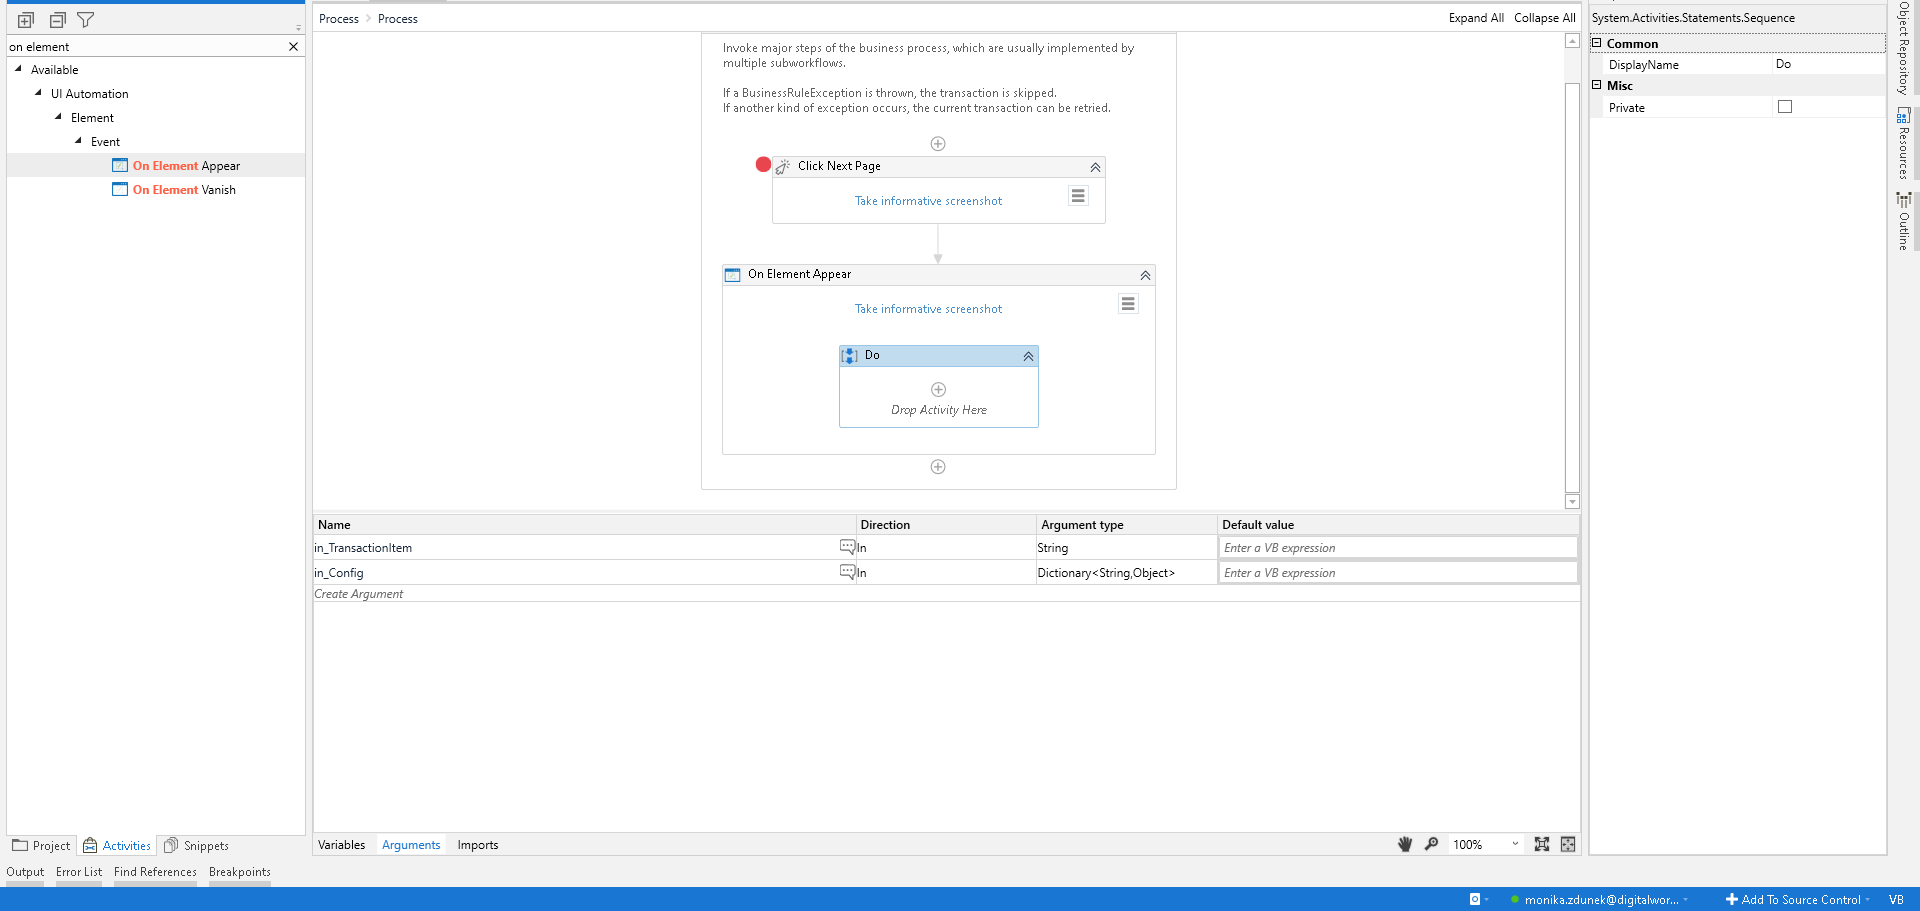 Process > Process
Expand All
Collapse All
System.Activities.Statements.Sequence
on element
Available
UI Automation
Element
Event
On Element Appear
On Element Vanish
Invoke major steps of the business process, which are usually implemented by
multiple subworkflows.
If a BusinessRuleException is thrown, the transaction is skipped.
If another kind of exception occurs, the current transaction can be retried.
Click Next Page
Take informative screenshot
On Element Appear
Take informative screenshot
Do
Drop Activity Here
Common
DisplayName
Do
Misc
Private
Object Repository
Resources
Outline
Name
Direction
Argument type
Default value
in_TransactionItem
In
String
Enter a VB expression
in_Config
In
Dictionary<String,Object>
Enter a VB expression
Create Argument
Project
Activities
Snippets
Variables
Arguments
Imports
100%
Output
Error List
Find References
Breakpoints
monika.zdunek@digitalwor...
Add To Source Control
VB